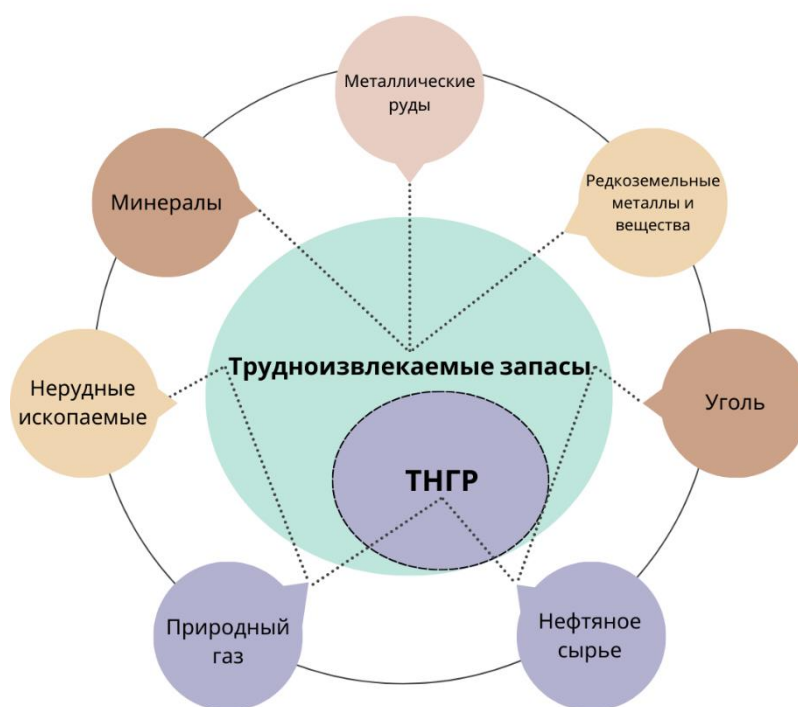 Металлические
руды
Редкоземельные
металлы и
вещества
Минералы
Трудноизвлекаемые запасы
Нерудные
ископаемые
Уголь
ТНГР
Природный
газ
Нефтяное
сырье